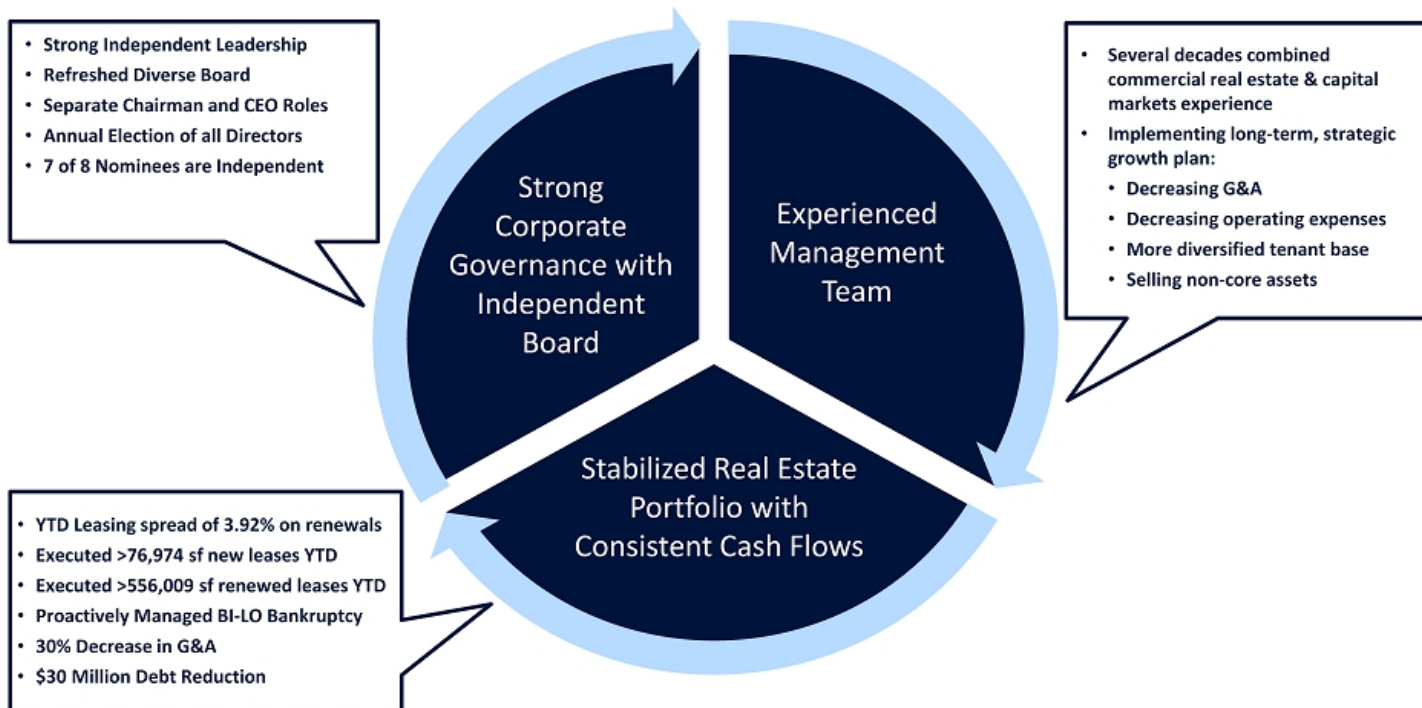 • Strong Independent Leadership
• Refreshed Diverse Board
• Separate Chairman and CEO Roles
• Annual Election of all Directors
• 7 of 8 Nominees are Independent
Strong
Corporate
Governance with
Independent
Board
Experienced
Management
Team
• Several decades combined
commercial real estate & capital
markets experience
• Implementing long-term, strategic
growth plan:
• Decreasing G&A
• Decreasing operating expenses
• More diversified tenant base
• Selling non-core assets
Stabilized Real Estate
Portfolio with
Consistent Cash Flows
• YTD Leasing spread of 3.92% on renewals
• Executed >76,974 sf new leases YTD
• Executed >556,009 sf renewed leases YTD
• Proactively Managed BI-LO Bankruptcy
• 30% Decrease in G&A
• $30 Million Debt Reduction